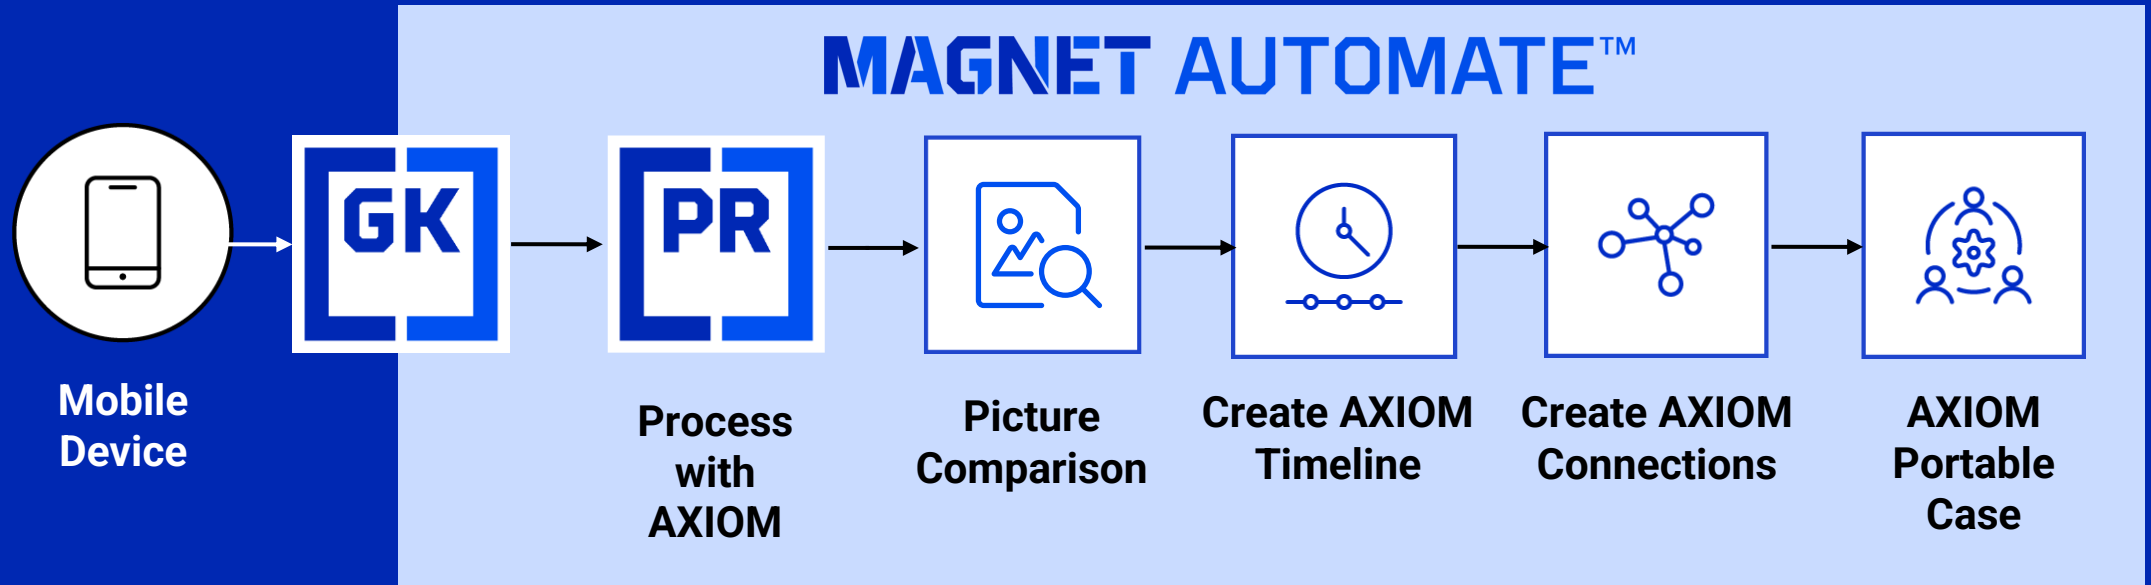 MAGNET AUTOMATE™
GK
PR
Mobile
Device
Process
with
AXIOM
Picture
Comparison
Create AXIOM
Timeline
Create AXIOM
Connections
AXIOM
Portable
Case